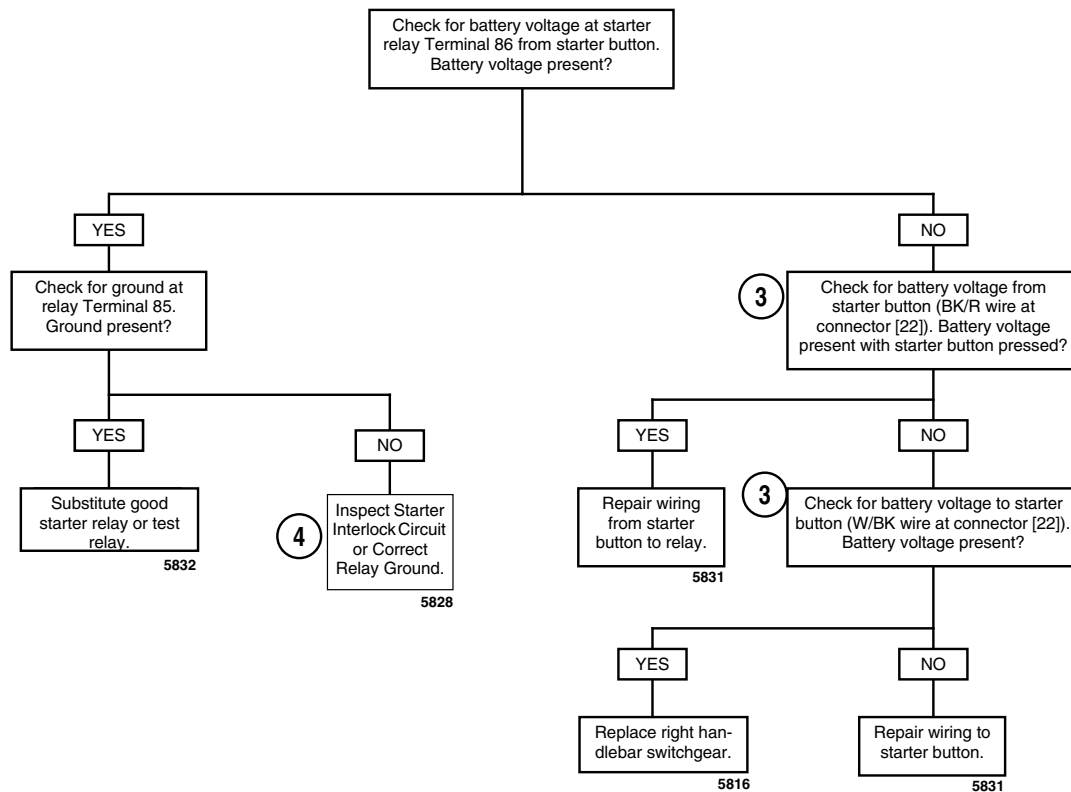 Check for battery voltage at starter
relay Terminal 86 from starter button.
Battery voltage present?
YES
NO
Check for ground at
relay Terminal 85.
Ground present?
3
Check for battery voltage from
starter button (BK/R wire at
connector [22]). Battery voltage
present with starter button pressed?
YES
NO
YES
NO
Substitute good
starter relay or test
relay.
5832
4
Inspect Starter
Interlock Circuit
or Correct
Relay Ground.
5828
Repair wiring
from starter
button to relay.
5831
3
Check for battery voltage to starter
button (W/BK wire at connector [22]).
Battery voltage present?
YES
NO
Replace right han-
dlebar switchgear.
5816
Repair wiring to
starter button.
5831